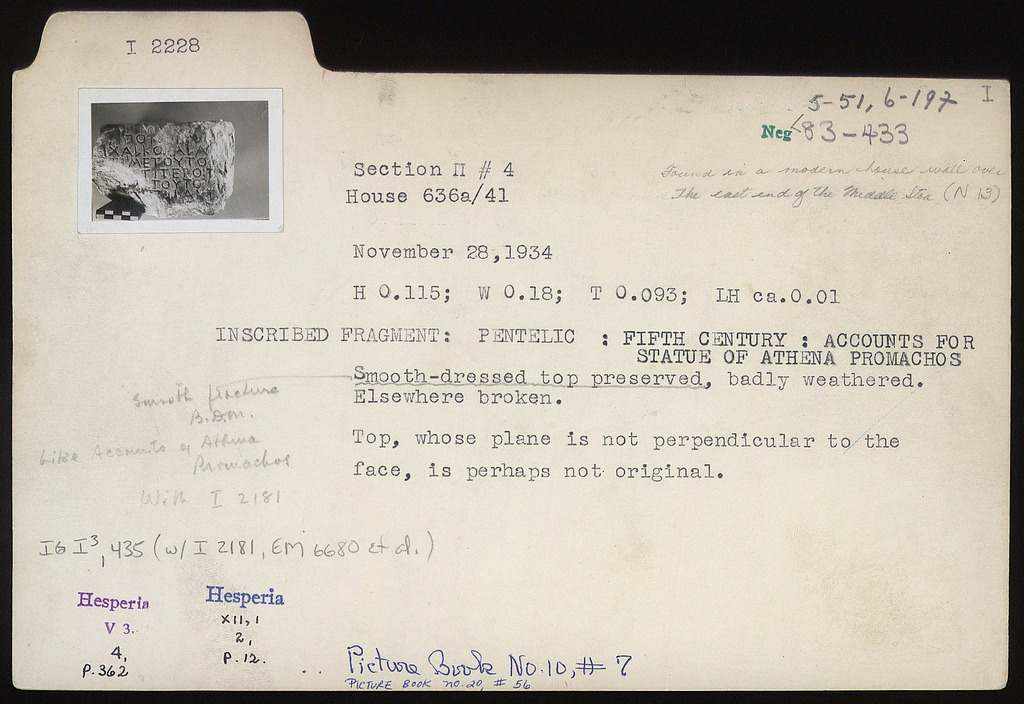 I 2228
5-51, 6-197
I
Neg 83-433
Section Π # 4
House 636a/41
Found in a modern house wall over
the east end of the Middle Stoa (N 13)
November 28,1934
H 0.115; W 0.18; T 0.093; LH ca.0.01
INSCRIBED FRAGMENT: PENTELIC : FIFTH CENTURY : ACCOUNTS FOR
STATUE OF ATHENA PROMACHOS
Smooth-dressed top preserved, badly weathered.
Elsewhere broken.
Smooth fracture
Top, whose plane is not perpendicular to the
face, is perhaps not original.
Like Accounts of Athena
Promachos
With I 2181
IG I³, 435 (w/ I 2181, EM 6680 et al.)
Hesperia
V 3.
4,
P. 362
Hesperia
XII, 1
2,
P. 12.
Picture Book No. 10, # 7
PICTURE BOOK NO. 20, # 56